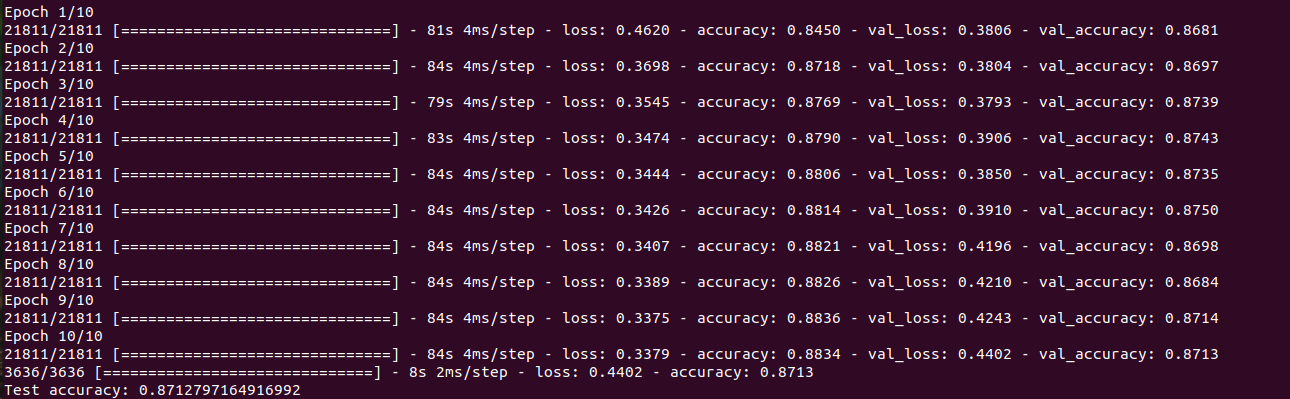 Epoch 1/10
21811/21811 [==============================] - 81s 4ms/step - loss: 0.4620 - accuracy: 0.8450 - val_loss: 0.3806 - val_accuracy: 0.8681
Epoch 2/10
21811/21811 [==============================] - 84s 4ms/step - loss: 0.3698 - accuracy: 0.8718 - val_loss: 0.3804 - val_accuracy: 0.8697
Epoch 3/10
21811/21811 [==============================] - 79s 4ms/step - loss: 0.3545 - accuracy: 0.8769 - val_loss: 0.3793 - val_accuracy: 0.8739
Epoch 4/10
21811/21811 [==============================] - 83s 4ms/step - loss: 0.3474 - accuracy: 0.8790 - val_loss: 0.3906 - val_accuracy: 0.8743
Epoch 5/10
21811/21811 [==============================] - 84s 4ms/step - loss: 0.3444 - accuracy: 0.8806 - val_loss: 0.3850 - val_accuracy: 0.8735
Epoch 6/10
21811/21811 [==============================] - 84s 4ms/step - loss: 0.3426 - accuracy: 0.8814 - val_loss: 0.3910 - val_accuracy: 0.8750
Epoch 7/10
21811/21811 [==============================] - 84s 4ms/step - loss: 0.3407 - accuracy: 0.8821 - val_loss: 0.4196 - val_accuracy: 0.8698
Epoch 8/10
21811/21811 [==============================] - 84s 4ms/step - loss: 0.3389 - accuracy: 0.8826 - val_loss: 0.4210 - val_accuracy: 0.8684
Epoch 9/10
21811/21811 [==============================] - 84s 4ms/step - loss: 0.3375 - accuracy: 0.8836 - val_loss: 0.4243 - val_accuracy: 0.8714
Epoch 10/10
21811/21811 [==============================] - 84s 4ms/step - loss: 0.3379 - accuracy: 0.8834 - val_loss: 0.4402 - val_accuracy: 0.8713
3636/3636 [==============================] - 8s 2ms/step - loss: 0.4402 - accuracy: 0.8713
Test accuracy: 0.8712797164916992